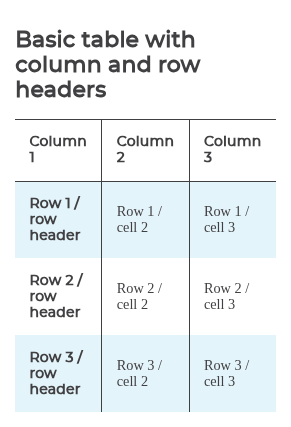 Basic table with
column and row
headers
Column
1
Column
2
Column
3
Row 1 /
row
header
Row 1 /
cell 2
Row 1 /
cell 3
Row 2 /
row
header
Row 2 /
cell 2
Row 2 /
cell 3
Row 3 /
row
header
Row 3 /
cell 2
Row 3 /
cell 3